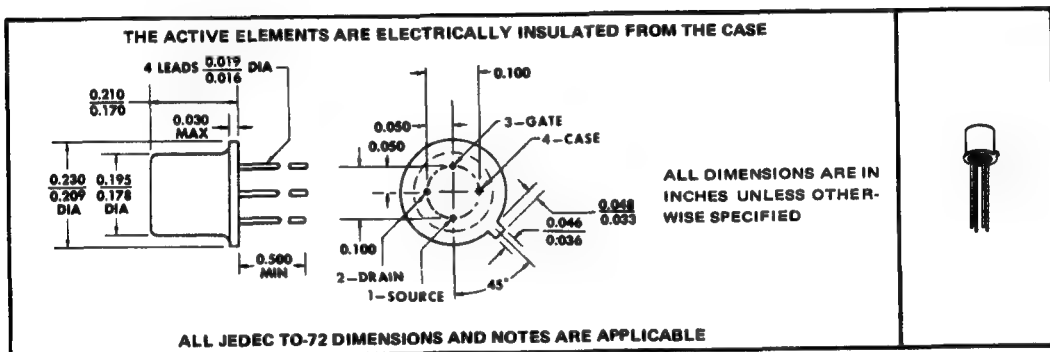 THE ACTIVE ELEMENTS ARE ELECTRICALLY INSULATED FROM THE CASE
4 LEADS 0.019 DIA
0.016
0.100
0.210
0.170
0.030
MAX
0.050
0.050
3–GATE
4–CASE
0.230
0.209
DIA
0.195
0.178
DIA
ALL DIMENSIONS ARE IN
INCHES UNLESS OTHER-
WISE SPECIFIED
0.048
0.033
0.046
0.036
0.100
0.500
MIN
2–DRAIN
1–SOURCE
45°
ALL JEDEC TO-72 DIMENSIONS AND NOTES ARE APPLICABLE